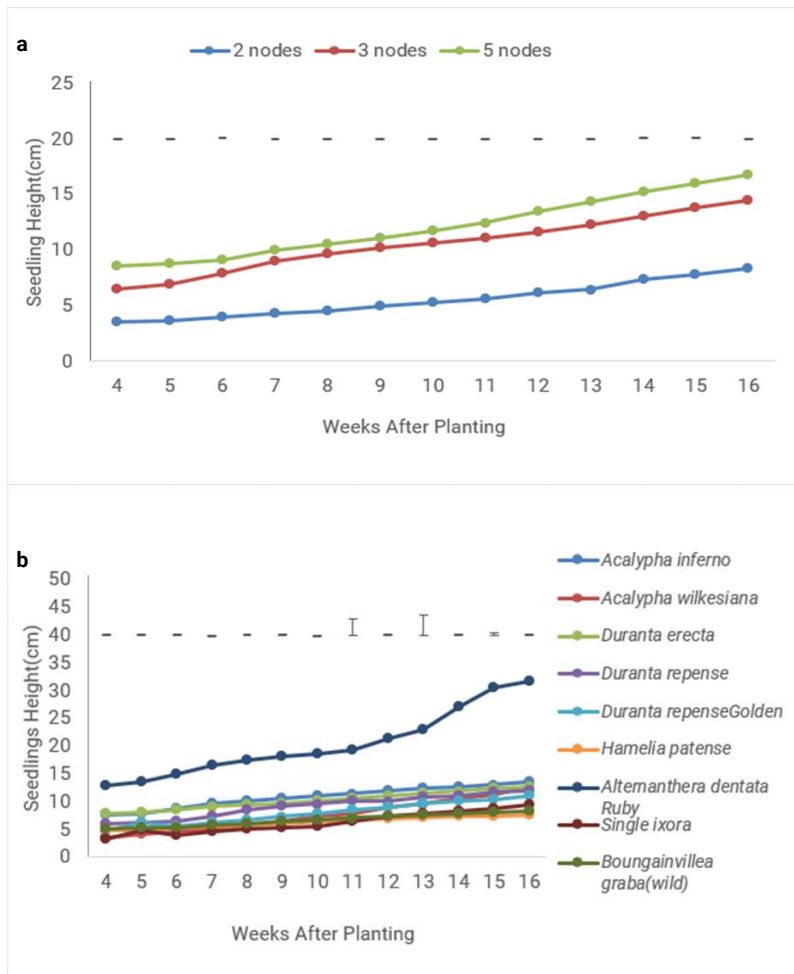 a
2 nodes 3 nodes 5 nodes
Seedling Height(cm)
25
20
15
10
5
0
4 5 6 7 8 9 10 11 12 13 14 15 16
Weeks After Planting
b
Seedlings Height(cm)
50
45
40
35
30
25
20
15
10
5
0
4 5 6 7 8 9 10 11 12 13 14 15 16
Weeks After Planting
Acalypha inferno
Acalypha wilkesiana
Duranta erecta
Duranta repense
Duranta repenseGolden
Hamelia patense
Alternanthera dentata
Ruby
Single ixora
Boungainvillea
graba(wild)